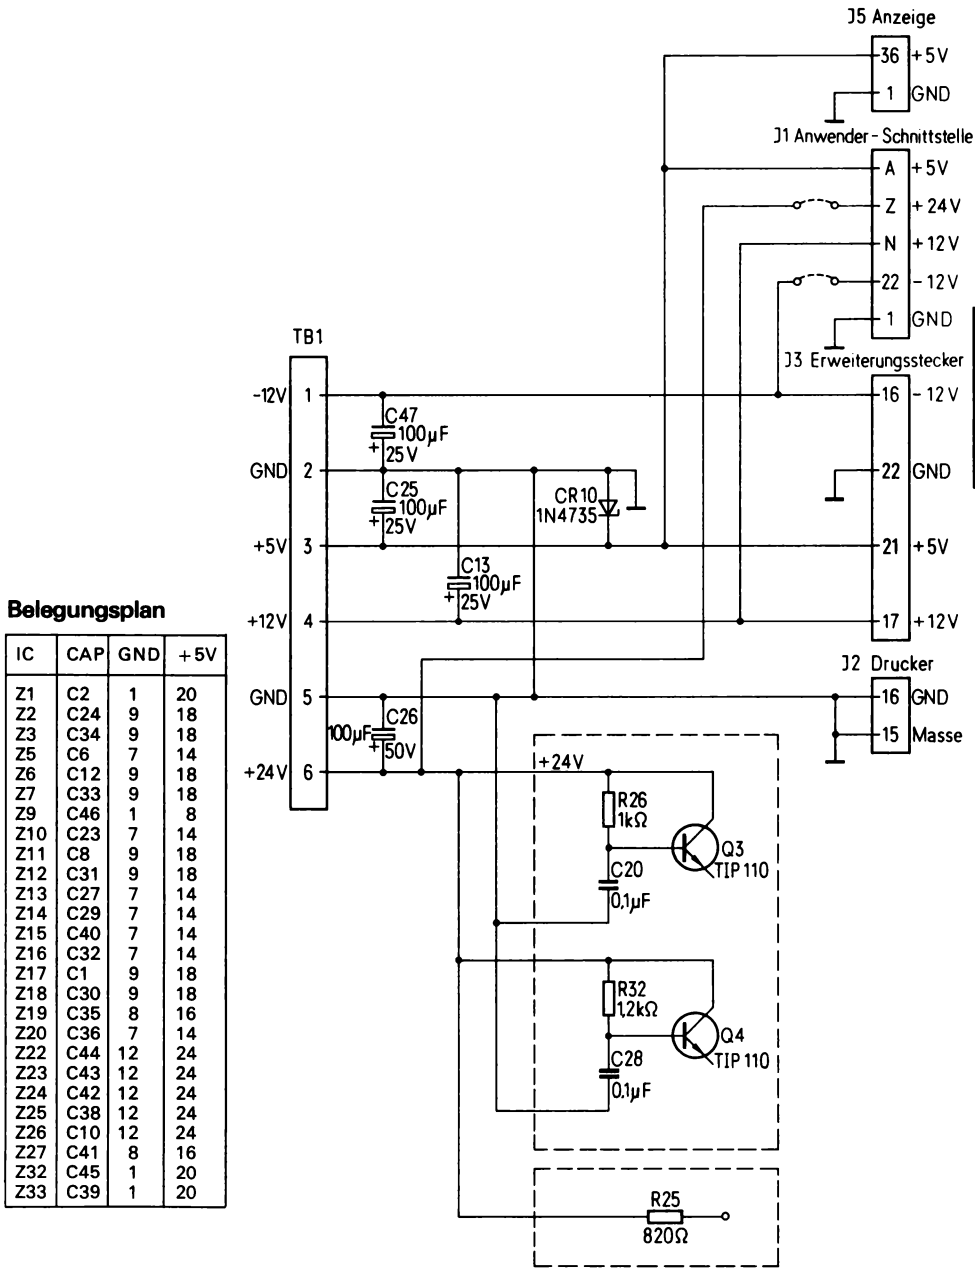 J5 Anzeige
36 +5V
1 GND
J1 Anwender-Schnittstelle
A +5V
Z +24V
N +12V
22 -12V
1 GND
J3 Erweiterungsstecker
16 -12V
22 GND
21 +5V
17 +12V
J2 Drucker
16 GND
15 Masse
TB1
-12V 1
GND 2
+5V 3
+12V 4
GND 5
+24V 6
C47
100µF
+ 25V
C25
100µF
+ 25V
CR10
1N4735
C13
100µF
+ 25V
C26
100µF
+ 50V
+24V
R26
1kΩ
Q3
TIP 110
C20
0,1µF
R32
1,2kΩ
Q4
TIP 110
C28
0,1µF
R25
820Ω
Belegungsplan
IC CAP GND +5V
Z1 C2 1 20
Z2 C24 9 18
Z3 C34 9 18
Z5 C6 7 14
Z6 C12 9 18
Z7 C33 9 18
Z9 C46 1 8
Z10 C23 7 14
Z11 C8 9 18
Z12 C31 9 18
Z13 C27 7 14
Z14 C29 7 14
Z15 C40 7 14
Z16 C32 7 14
Z17 C1 9 18
Z18 C30 9 18
Z19 C35 8 16
Z20 C36 7 14
Z22 C44 12 24
Z23 C43 12 24
Z24 C42 12 24
Z25 C38 12 24
Z26 C10 12 24
Z27 C41 8 16
Z32 C45 1 20
Z33 C39 1 20